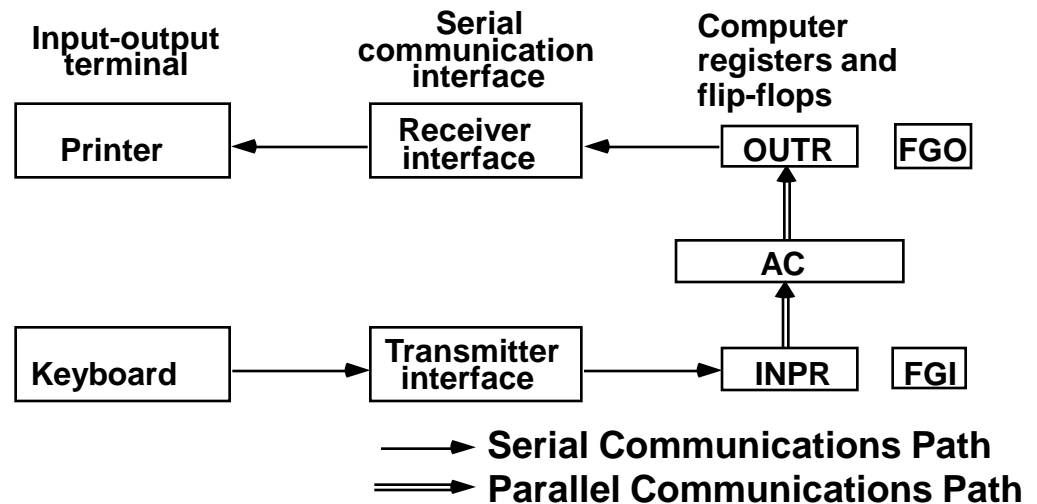 Input-output
terminal
Serial
communication
interface
Computer
registers and
flip-flops
Printer
Receiver
interface
OUTR
FGO
AC
Keyboard
Transmitter
interface
INPR
FGI
Serial Communications Path
Parallel Communications Path